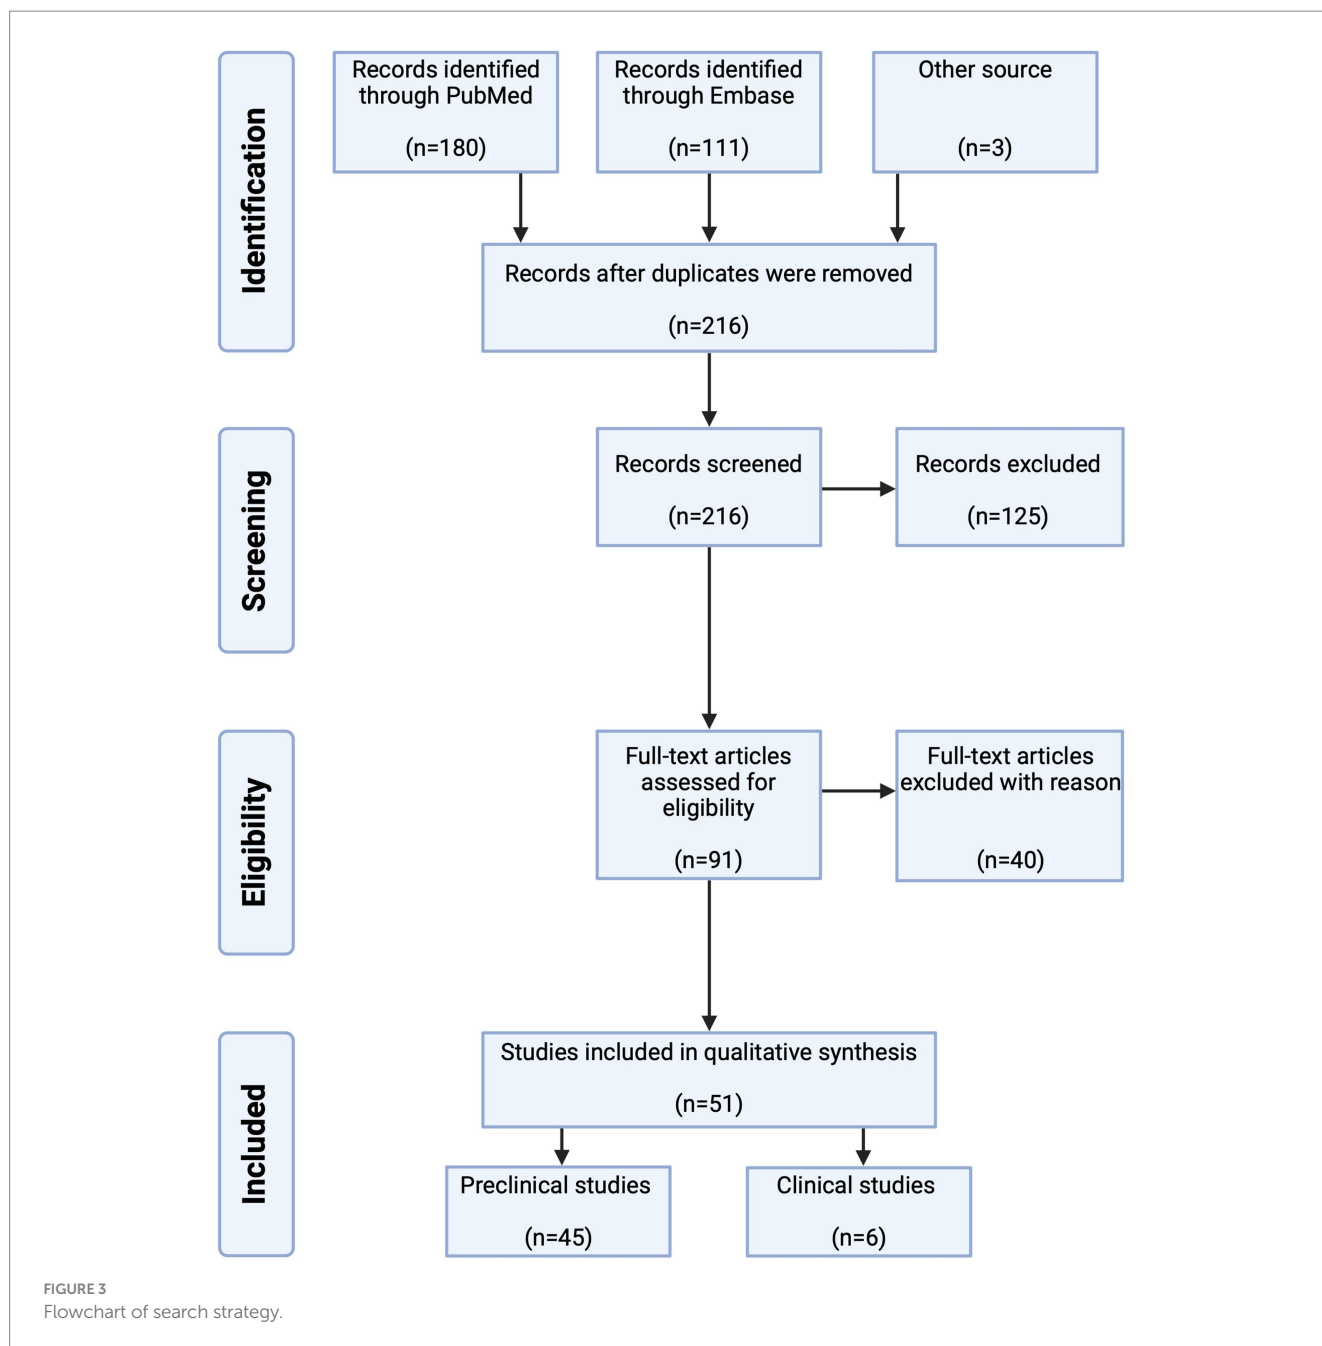 Identification
Records identified
through PubMed
(n=180)
Records identified
through Embase
(n=111)
Other source
(n=3)
Records after duplicates were removed
(n=216)
Screening
Records screened
(n=216)
Records excluded
(n=125)
Eligibility
Full-text articles
assessed for
eligibility
(n=91)
Full-text articles
excluded with reason
(n=40)
Included
Studies included in qualitative synthesis
(n=51)
Preclinical studies
(n=45)
Clinical studies
(n=6)
FIGURE 3
Flowchart of search strategy.